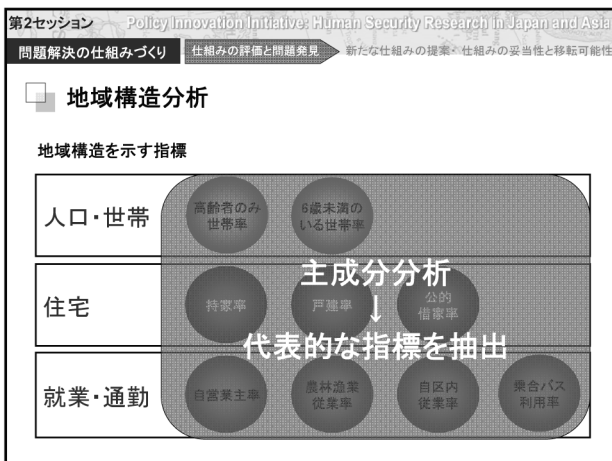 第2セッション Policy Innovation Initiative: Human Security Research in Japan and Asia
問題解決の仕組みづくり 仕組みの評価と問題発見 新たな仕組みの提案・仕組みの妥当性と移転可能性
地域構造分析
地域構造を示す指標
人口・世帯
高齢者のみ
世帯率
6歳未満の
いる世帯率
主成分分析
↓
代表的な指標を抽出
住宅
持家率
戸建率
公的
借家率
就業・通勤
自営業主率
農林漁業
従業率
自区内
従業率
乗合バス
利用率